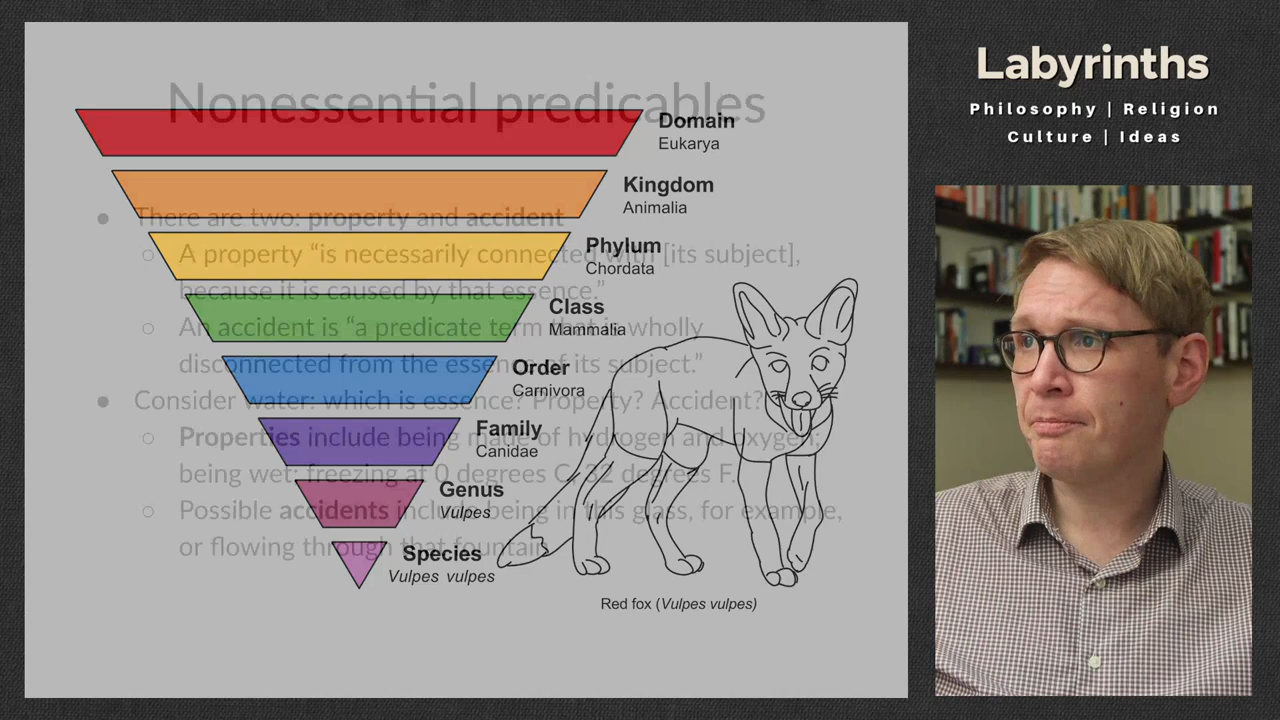 Nonessential predicables
Domain
Eukarya
Kingdom
Animalia
Phylum
Chordata
Class
Mammalia
Order
Carnivora
Family
Canidae
Genus
Vulpes
Species
Vulpes vulpes
Red fox (Vulpes vulpes)
● There are two: property and accident
○ A property “is necessarily connected with [its subject],
because it is caused by that essence.”
○ An accident is “a predicate term that is wholly
disconnected from the essence of its subject.”
● Consider water: which is essence? Property? Accident?
○ Properties include being made of hydrogen and oxygen;
being wet; freezing at 0 degrees C, 32 degrees F.
○ Possible accidents include being in this glass, for example,
or flowing through that fountain.
Labyrinths
Philosophy | Religion
Culture | Ideas